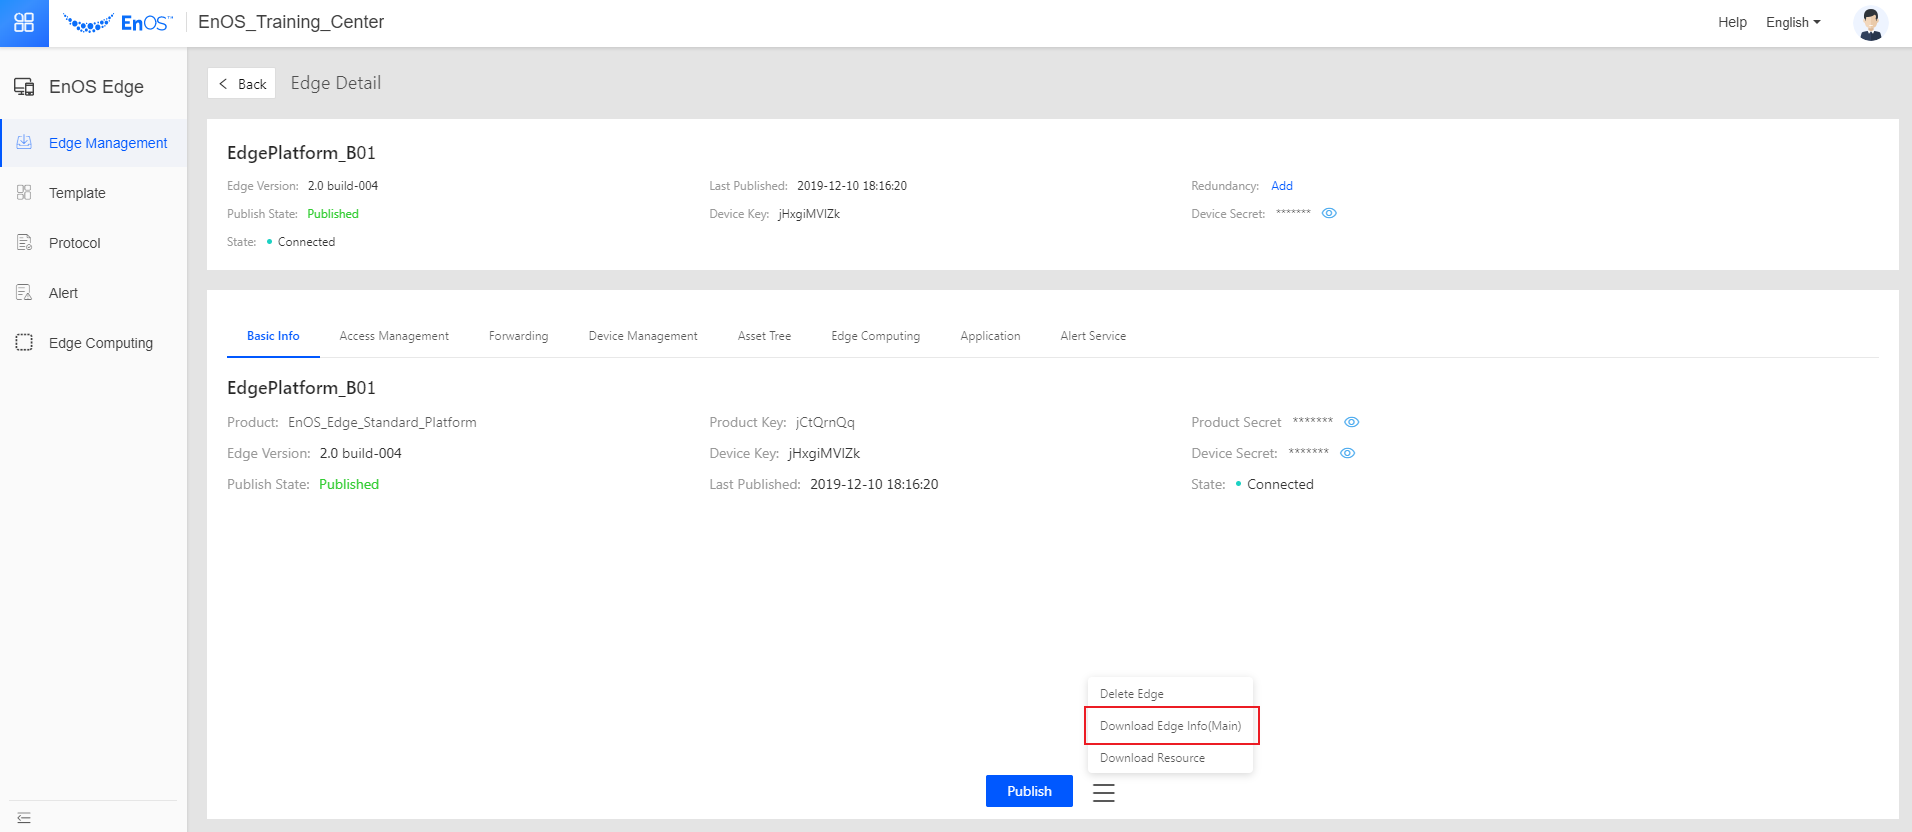 EnOS™ EnOS_Training_Center Help English
EnOS Edge
Edge Management
Template
Protocol
Alert
Edge Computing
Back Edge Detail
EdgePlatform_B01
Edge Version: 2.0 build-004 Last Published: 2019-12-10 18:16:20 Redundancy: Add
Publish State: Published Device Key: jHxgiMVlZk Device Secret: *******
State: Connected
Basic Info Access Management Forwarding Device Management Asset Tree Edge Computing Application Alert Service
EdgePlatform_B01
Product: EnOS_Edge_Standard_Platform Product Key: jCtQrnQq Product Secret *******
Edge Version: 2.0 build-004 Device Key: jHxgiMVlZk Device Secret: *******
Publish State: Published Last Published: 2019-12-10 18:16:20 State: Connected
Delete Edge
Download Edge Info(Main)
Download Resource
Publish